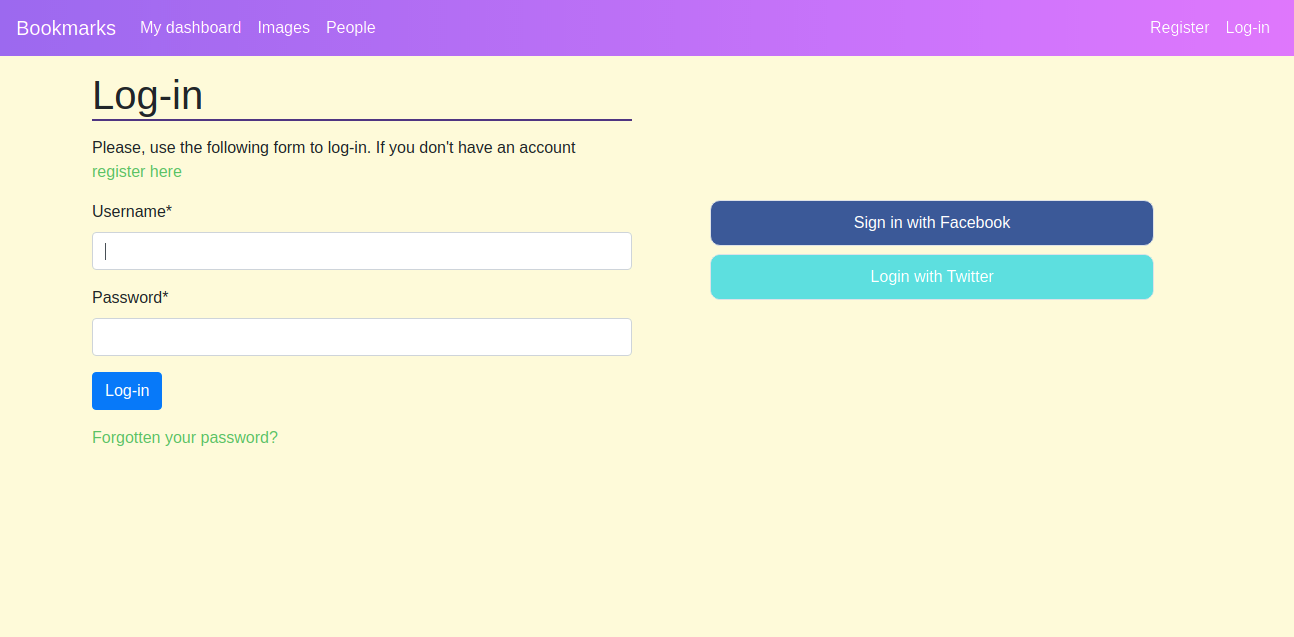 Bookmarks My dashboard Images People Register Log-in
Log-in
Please, use the following form to log-in. If you don't have an account
register here
Username*
Password*
Log-in
Forgotten your password?
Sign in with Facebook
Login with Twitter